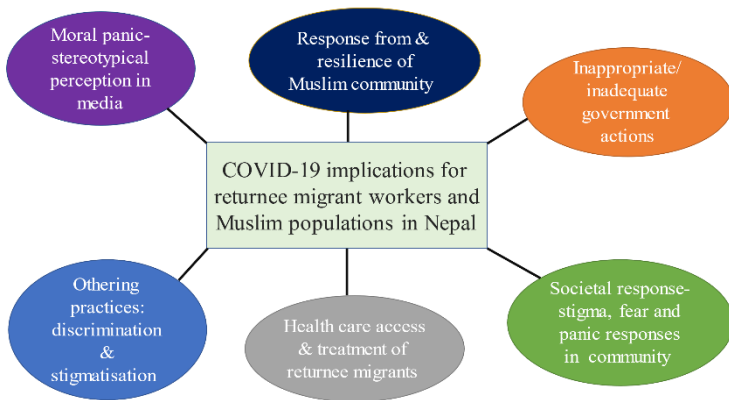 Moral panic-
stereotypical
perception in
media
Response from &
resilience of
Muslim community
Inappropriate/
inadequate
government
actions
COVID-19 implications for
returnee migrant workers and
Muslim populations in Nepal
Othering
practices:
discrimination
&
stigmatisation
Health care access
& treatment of
returnee migrants
Societal response-
stigma, fear and
panic responses
in community